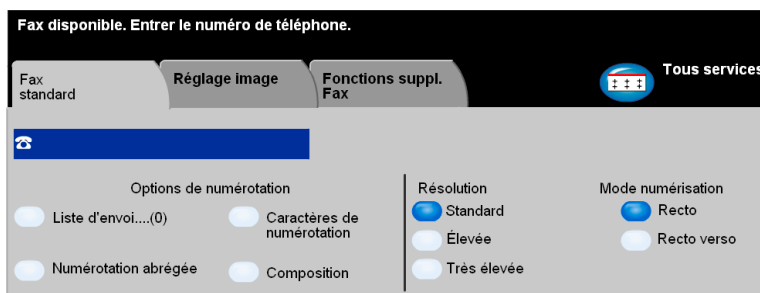 Fax disponible. Entrer le numéro de téléphone.
Fax
standard
Réglage image
Fonctions suppl.
Fax
Tous services
Options de numérotation
Liste d'envoi....(0)
Caractères de
numérotation
Numérotation abrégée
Composition
Résolution
Standard
Élevée
Très élevée
Mode numérisation
Recto
Recto verso